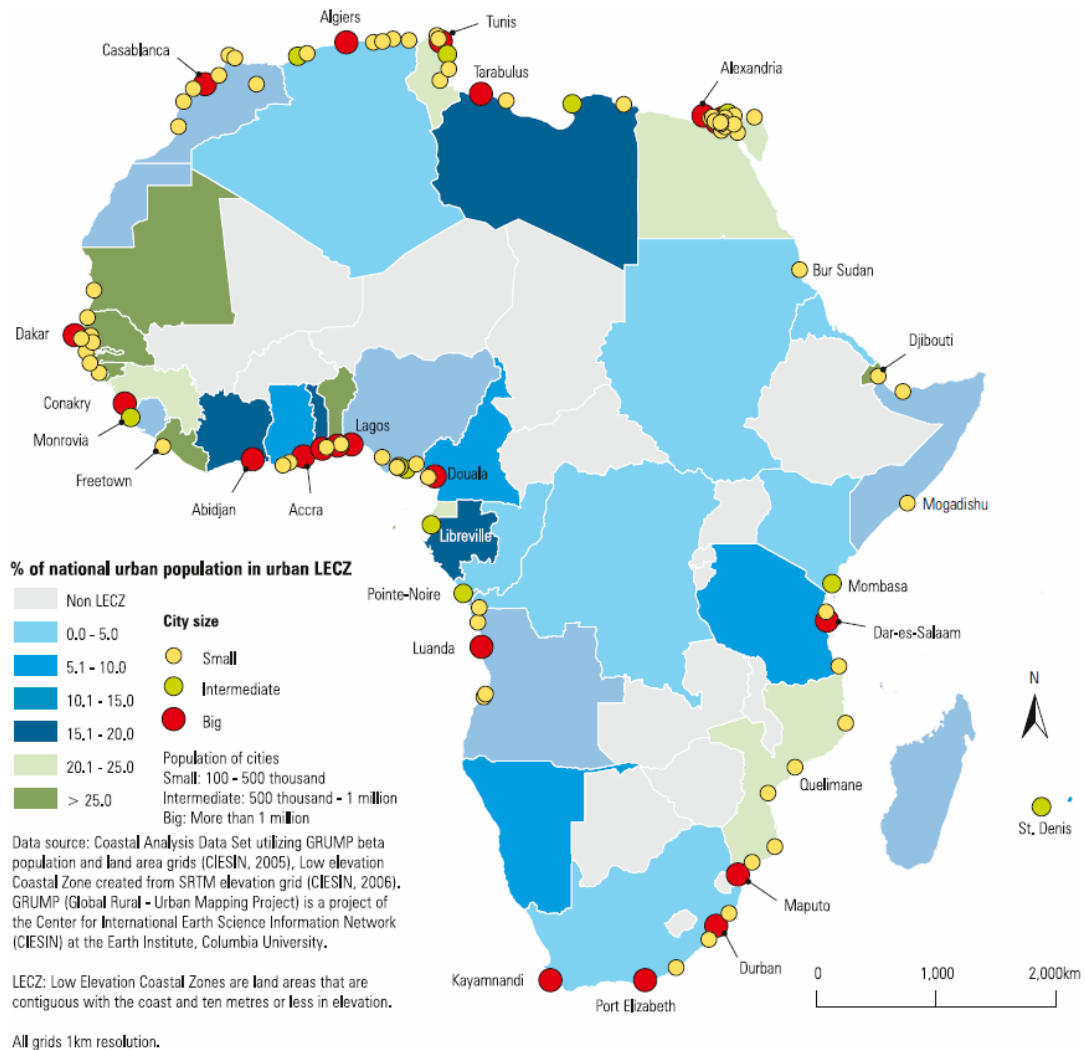 Algiers
Tunis
Casablanca
Tarabulus
Alexandria
Bur Sudan
Dakar
Djibouti
Conakry
Lagos
Monrovia
Freetown
Douala
Mogadishu
Abidjan
Accra
Libreville
% of national urban population in urban LECZ
Non LECZ
0.0 - 5.0
5.1 - 10.0
10.1 - 15.0
15.1 - 20.0
20.1 - 25.0
> 25.0
City size
Small
Intermediate
Big
Population of cities
Small: 100 - 500 thousand
Intermediate: 500 thousand - 1 million
Big: More than 1 million
Pointe-Noire
Mombasa
Luanda
Dar-es-Salaam
N
Quelimane
St. Denis
Data source: Coastal Analysis Data Set utilizing GRUMP beta
population and land area grids (CIESIN, 2005), Low elevation
Coastal Zone created from SRTM elevation grid (CIESIN, 2006).
GRUMP (Global Rural - Urban Mapping Project) is a project of
the Center for International Earth Science Information Network
(CIESIN) at the Earth Institute, Columbia University.
Maputo
Durban
LECZ: Low Elevation Coastal Zones are land areas that are
contiguous with the coast and ten metres or less in elevation.
Kayamnandi
Port Elizabeth
0 1,000 2,000km
All grids 1km resolution.